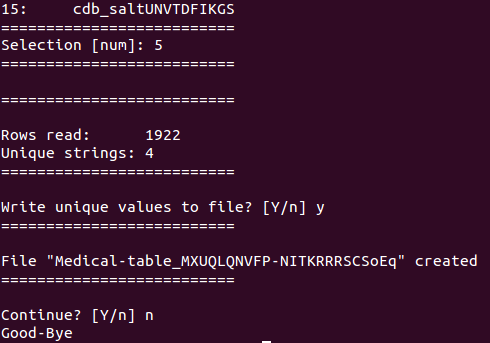 15:     cdb_saltUNVTDFIKGS
==========================
Selection [num]: 5
==========================
==========================
Rows read:      1922
Unique strings: 4
==========================
Write unique values to file? [Y/n] y
==========================
File "Medical-table_MXUQLQNVFP-NITKRRRSCSoEq" created
==========================
Continue? [Y/n] n
Good-Bye